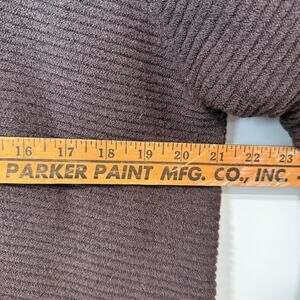 16 17 18 19 20 21 22 23
PARKER PAINT MFG. CO., INC